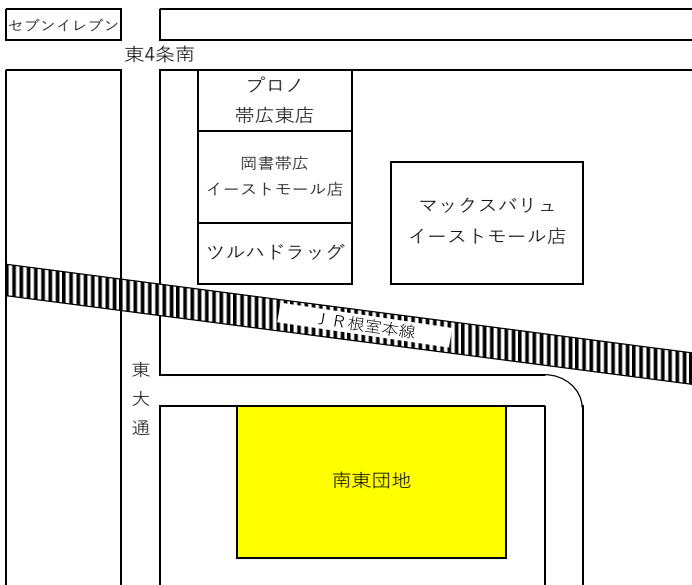 セブンイレブン
東4条南
プロノ
帯広東店
岡書帯広
イーストモール店
マックスバリュ
イーストモール店
ツルハドラッグ
ＪＲ根室本線
東大通
南東団地